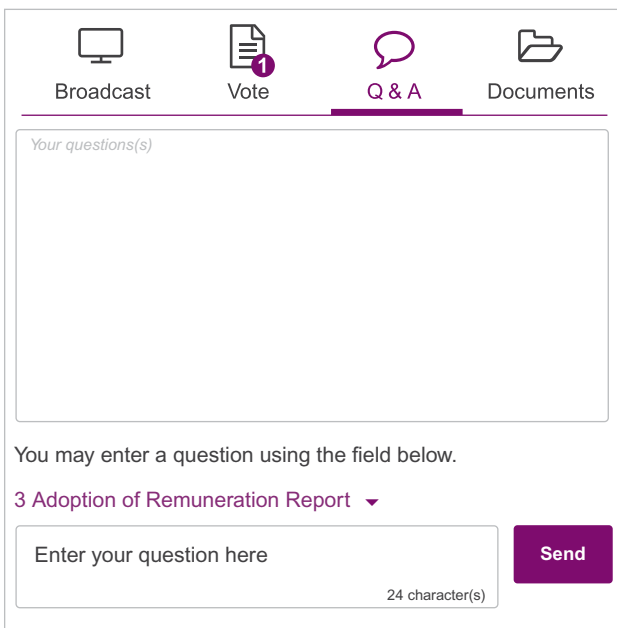 1
Broadcast Vote Q & A Documents
Your questions(s)
You may enter a question using the field below.
3 Adoption of Remuneration Report
Enter your question here
Send
24 character(s)